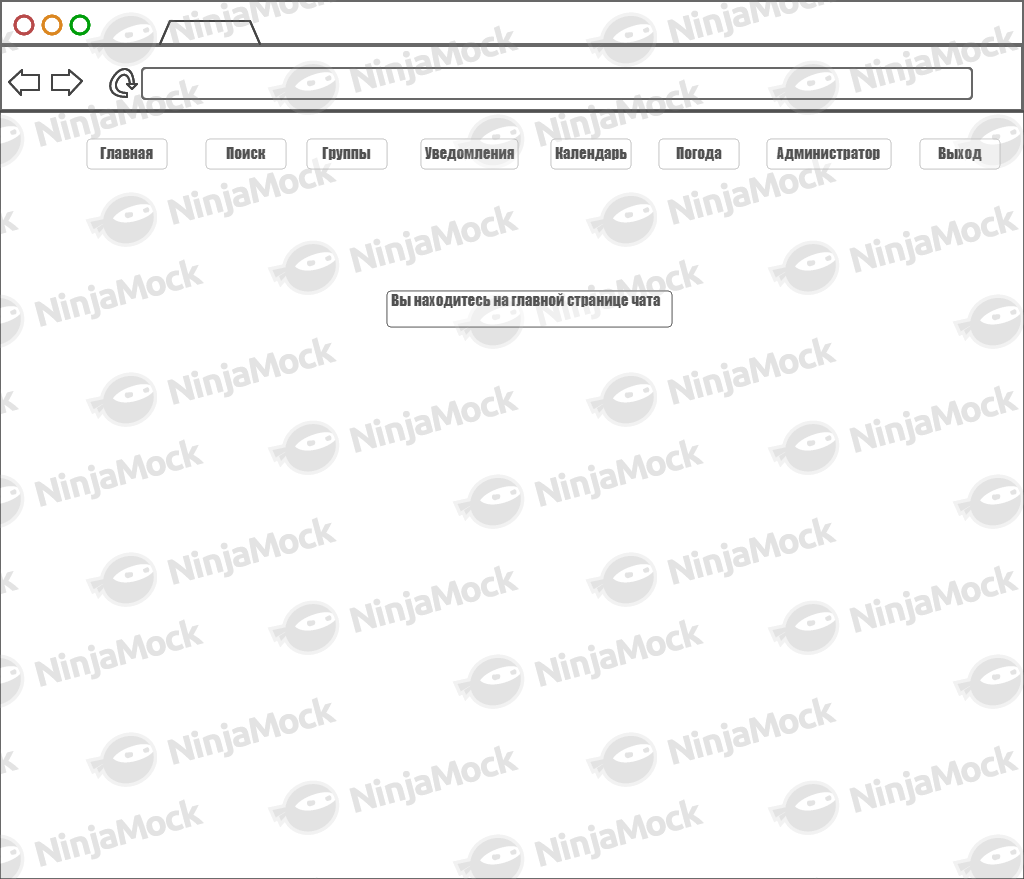 Главная Поиск Группы Уведомления Календарь Погода Администратор Выход
Вы находитесь на главной странице чата
NinjaMock